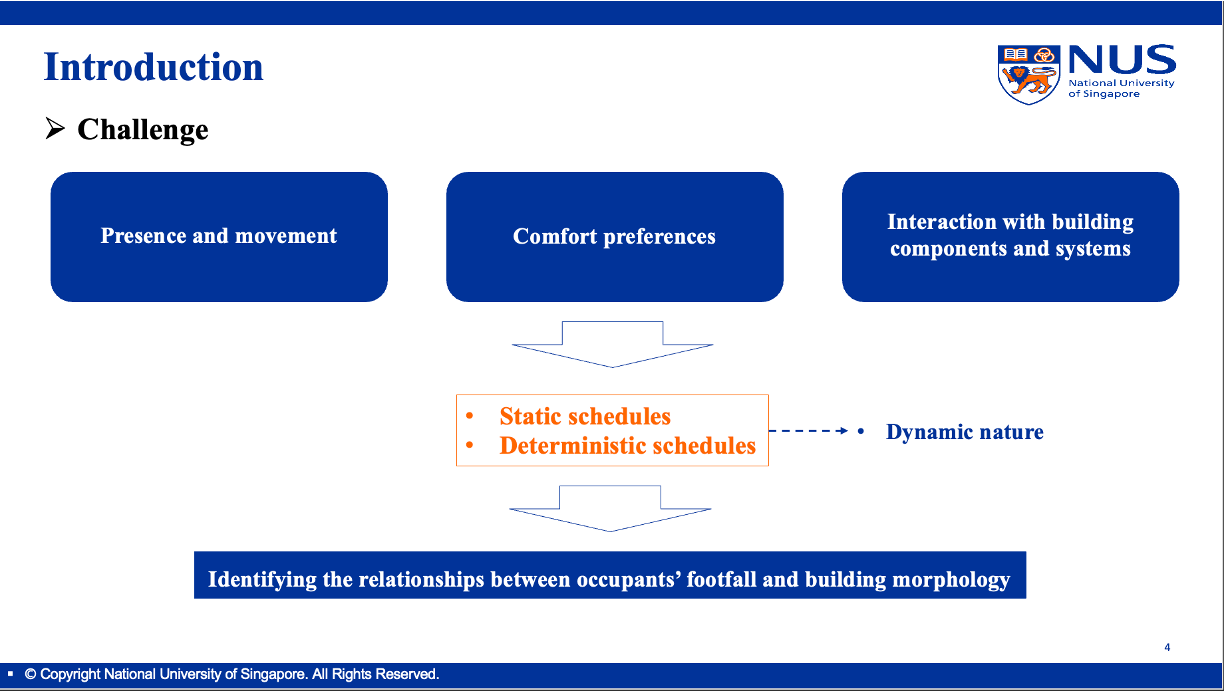 Introduction
NUS
National University
of Singapore
➢ Challenge
Presence and movement
Comfort preferences
Interaction with building
components and systems
• Static schedules
• Deterministic schedules
• Dynamic nature
Identifying the relationships between occupants’ footfall and building morphology
4
▪ © Copyright National University of Singapore. All Rights Reserved.